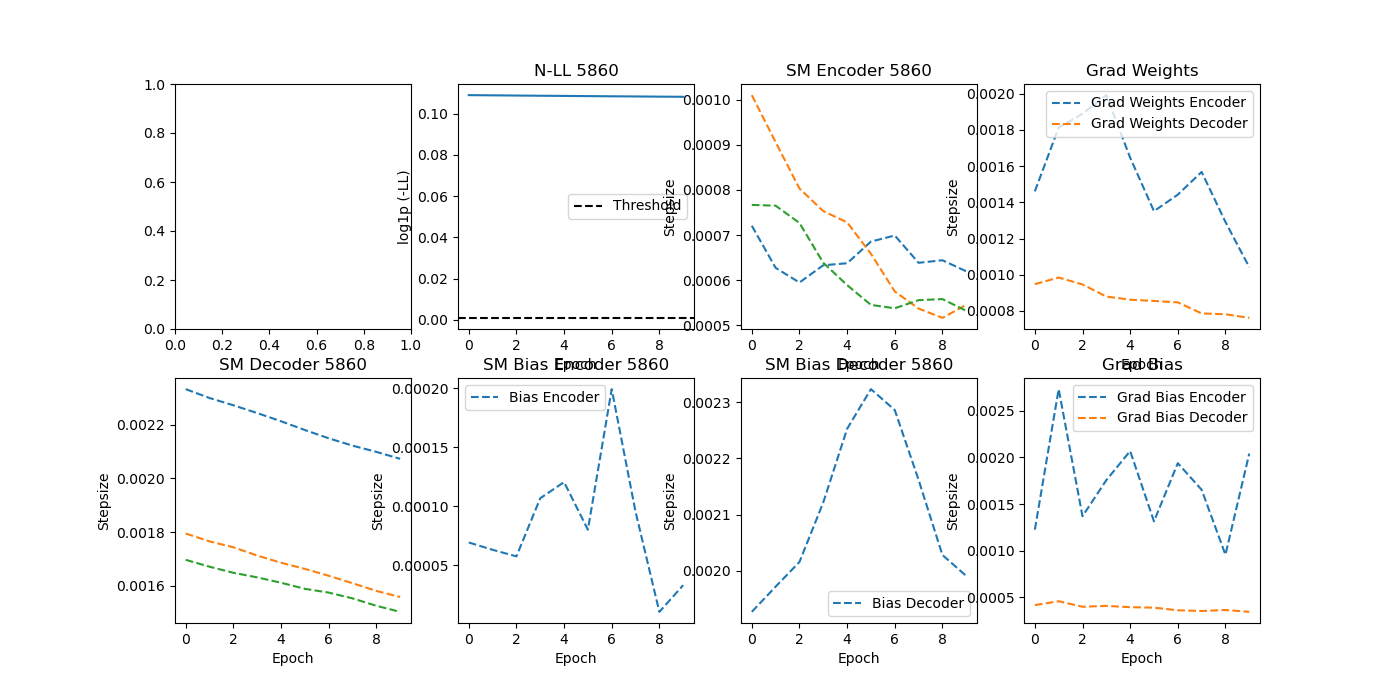 N-LL 5860
SM Encoder 5860
Grad Weights
1.0
0.8
0.6
0.4
0.2
0.0
0.0 0.2 0.4 0.6 0.8 1.0
log1p (-LL)
0.10
0.08
0.06
0.04
0.02
0.00
Threshold
0 2 4 6 8
Epoch
Stepsize
0.0010
0.0009
0.0008
0.0007
0.0006
0.0005
0 2 4 6 8
Epoch
Stepsize
0.0020
0.0018
0.0016
0.0014
0.0012
0.0010
0.0008
Grad Weights Encoder
Grad Weights Decoder
0 2 4 6 8
Epoch
SM Decoder 5860
SM Bias Encoder 5860
SM Bias Decoder 5860
Grad Bias
Stepsize
0.0022
0.0020
0.0018
0.0016
0 2 4 6 8
Epoch
Stepsize
0.00020
0.00015
0.00010
0.00005
Bias Encoder
0 2 4 6 8
Epoch
Stepsize
0.0023
0.0022
0.0021
0.0020
Bias Decoder
0 2 4 6 8
Epoch
Stepsize
0.0025
0.0020
0.0015
0.0010
0.0005
Grad Bias Encoder
Grad Bias Decoder
0 2 4 6 8
Epoch